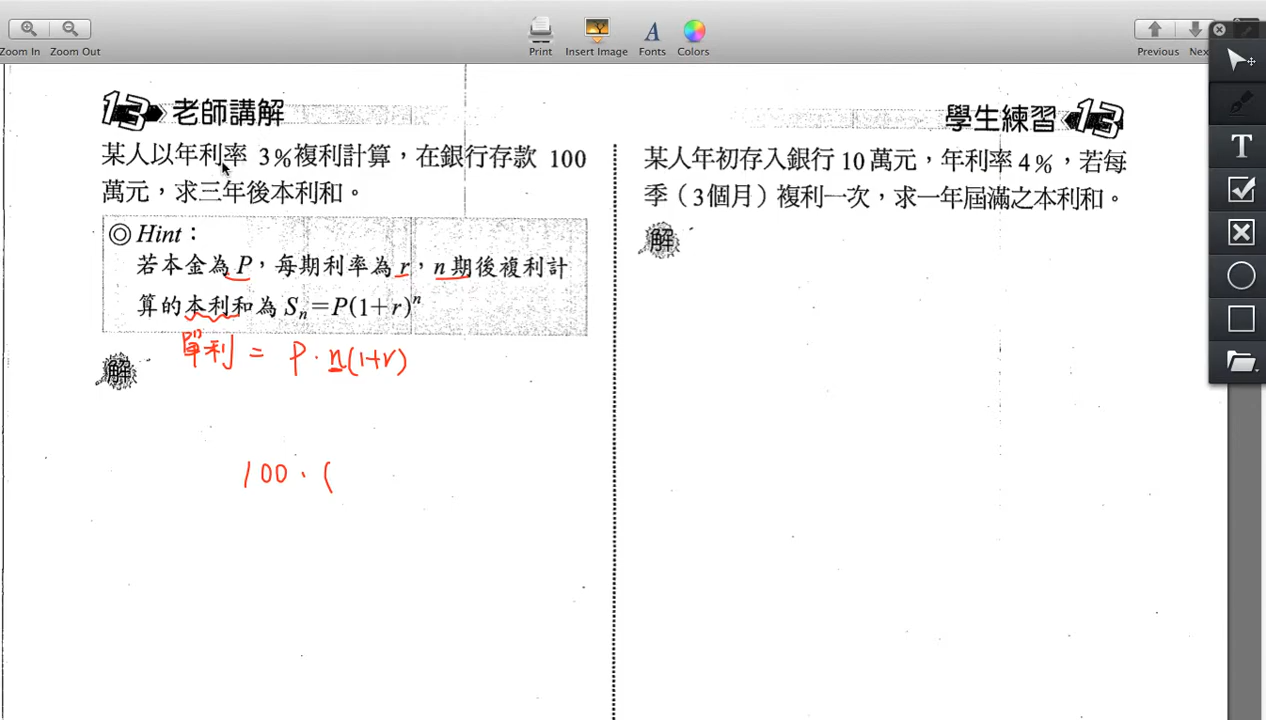 Zoom In Zoom Out Print Insert Image Fonts Colors Previous Nex
13 老師講解
某人以年利率 3%複利計算，在銀行存款 100
萬元，求三年後本利和。
◎ Hint：
若本金為 P，每期利率為 r，n 期後複利計
算的本利和為 Sn＝P(1＋r)^n
單利 = P·n(1+r)
解
100·(
學生練習 13
某人年初存入銀行 10 萬元，年利率 4%，若每
季（3個月）複利一次，求一年屆滿之本利和。
解
T